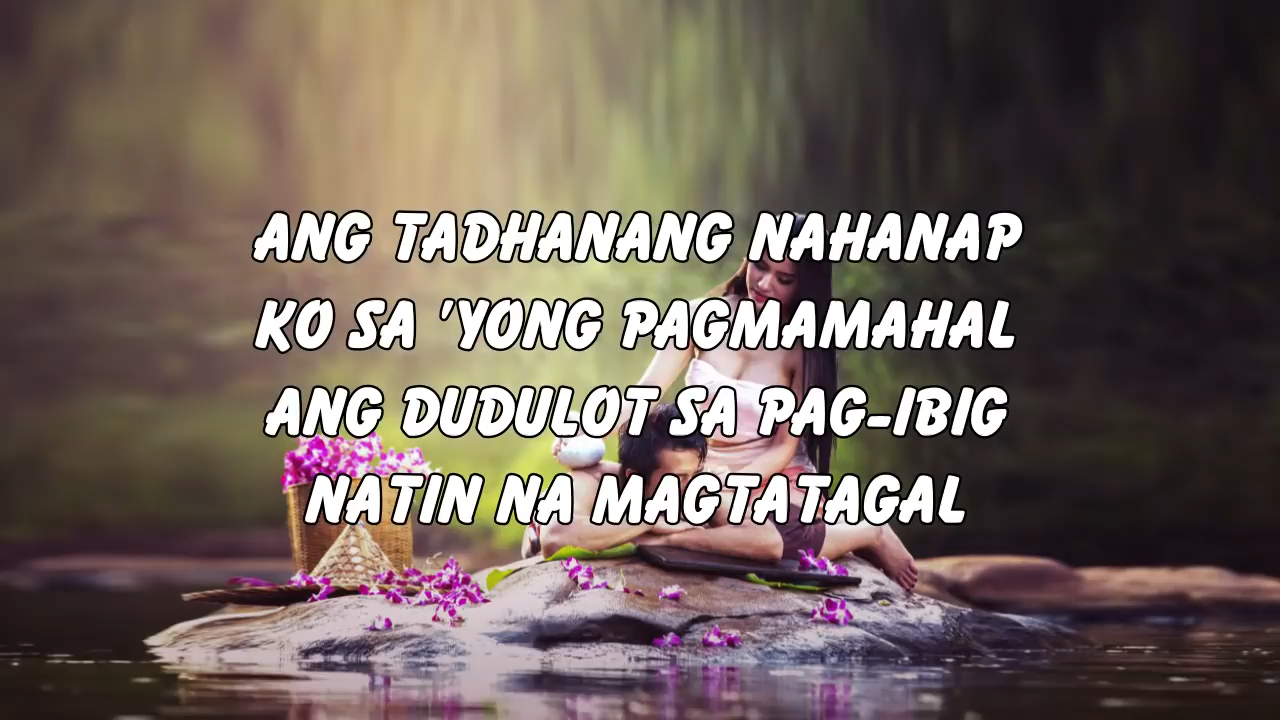 ANG TADHANANG NAHANAP
KO SA 'YONG PAGMAMAHAL
ANG DUDULOT SA PAG-IBIG
NATIN NA MAGTATAGAL